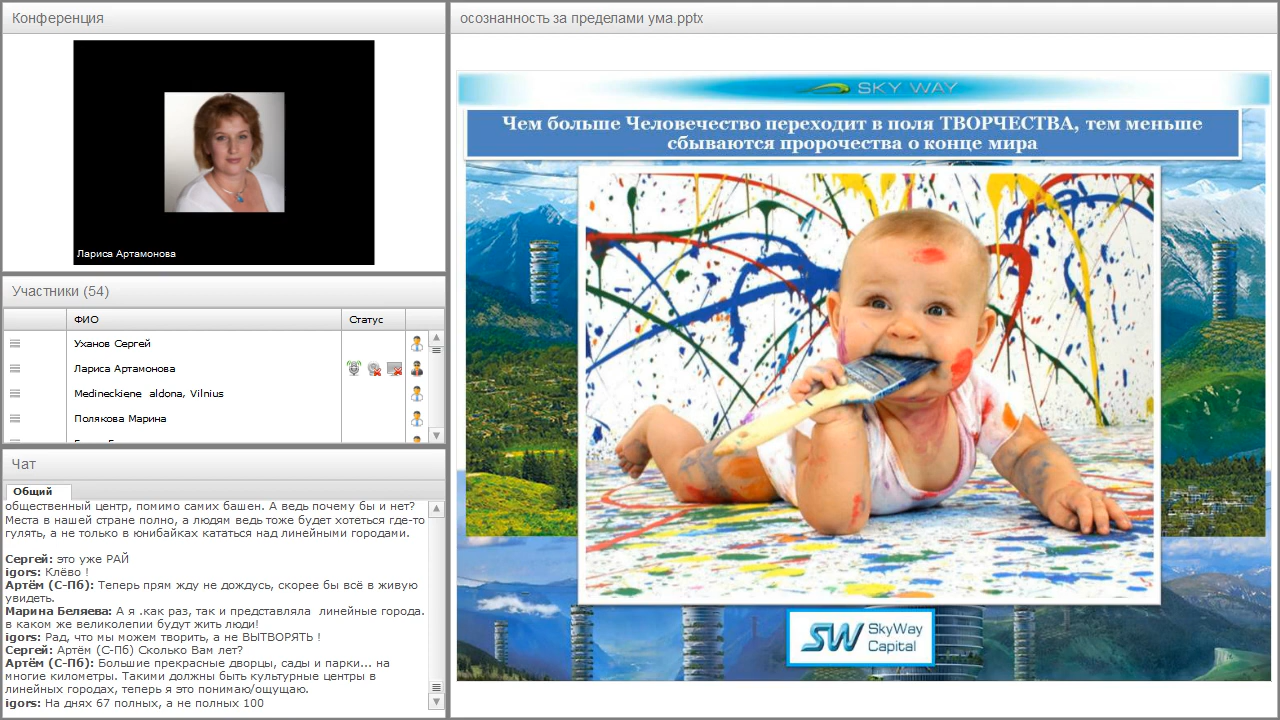 Конференция
Лариса Артамонова
Участники (54)
ФИО
Статус
Уханов Сергей
Лариса Артамонова
Medineckiene aldona, Vilnius
Полякова Марина
Чат
Общий
общественный центр, помимо самих башен. А ведь почему бы и нет?
Места в нашей стране полно, а людям ведь тоже будет хотеться где-то
гулять, а не только в юнибайках кататься над линейными городами.
Сергей: это уже РАЙ
igors: Клёво !
Артём (С-Пб): Теперь прям жду не дождусь, скорее бы всё в живую
увидеть.
Марина Беляева: А я .как раз, так и представляла линейные города.
в каком же великолепии будут жить люди!
igors: Рад, что мы можем творить, а не ВЫТВОРЯТЬ !
Сергей: Артём (С-Пб) Сколько Вам лет?
Артём (С-Пб): Большие просторные дворцы, сады и парки... на
многие километры. Такими должны быть культурные центры в
линейных городах, теперь я это понимаю/ощущаю.
igors: На днях 67 полных, а не полных 100
осознанность за пределами ума.pptx
SKY WAY
Чем больше Человечество переходит в поля ТВОРЧЕСТВА, тем меньше
сбываются пророчества о конце мира
SW SkyWay
Capital